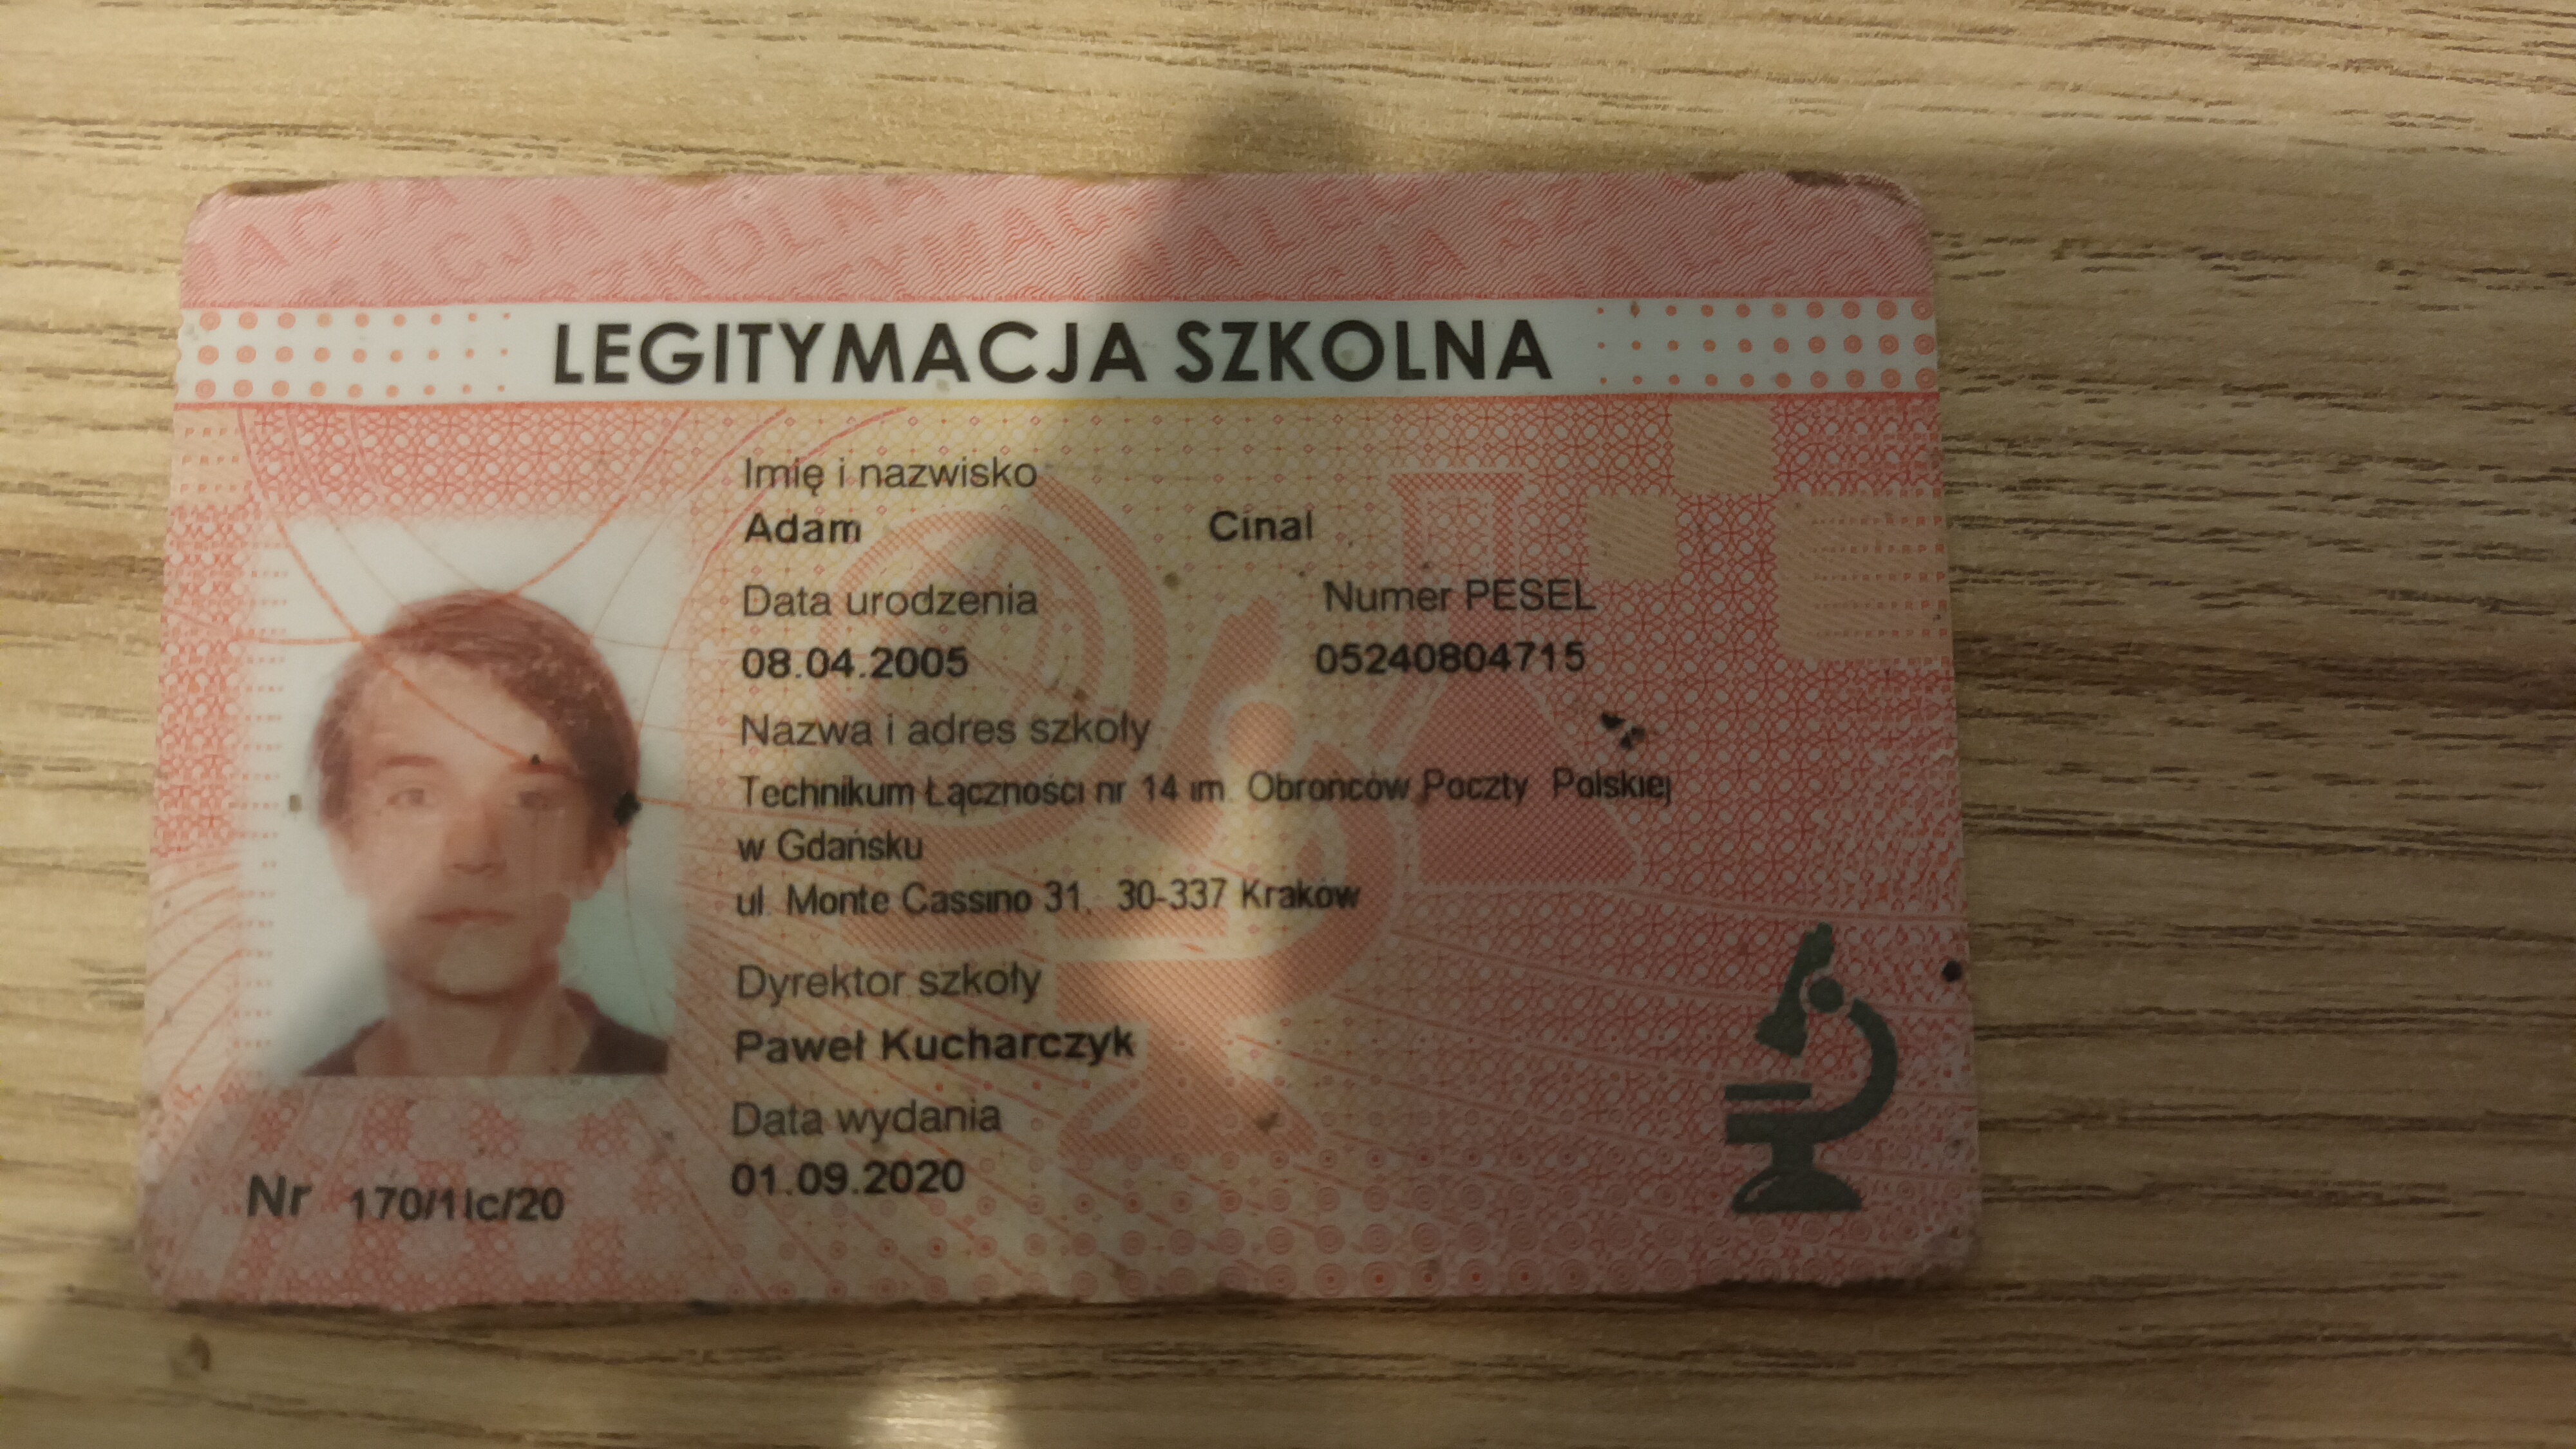 LEGITYMACJA SZKOLNA
Imię i nazwisko
Adam Cinal
Data urodzenia Numer PESEL
08.04.2005 05240804715
Nazwa i adres szkoły
Technikum Łączności nr 14 im. Obrońców Poczty Polskiej
w Gdańsku
ul. Monte Cassino 31, 30-337 Kraków
Dyrektor szkoły
Paweł Kucharczyk
Data wydania
01.09.2020
Nr 170/1lc/20